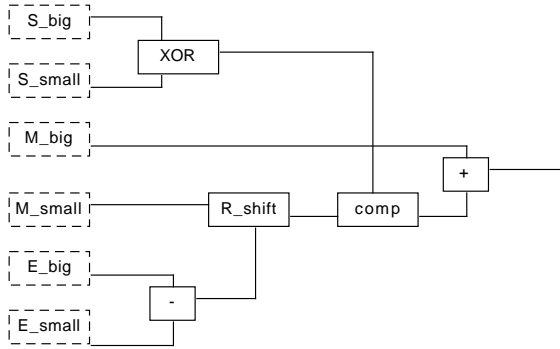 S_big
XOR
S_small
M_big
+
M_small
R_shift
comp
E_big
-
E_small